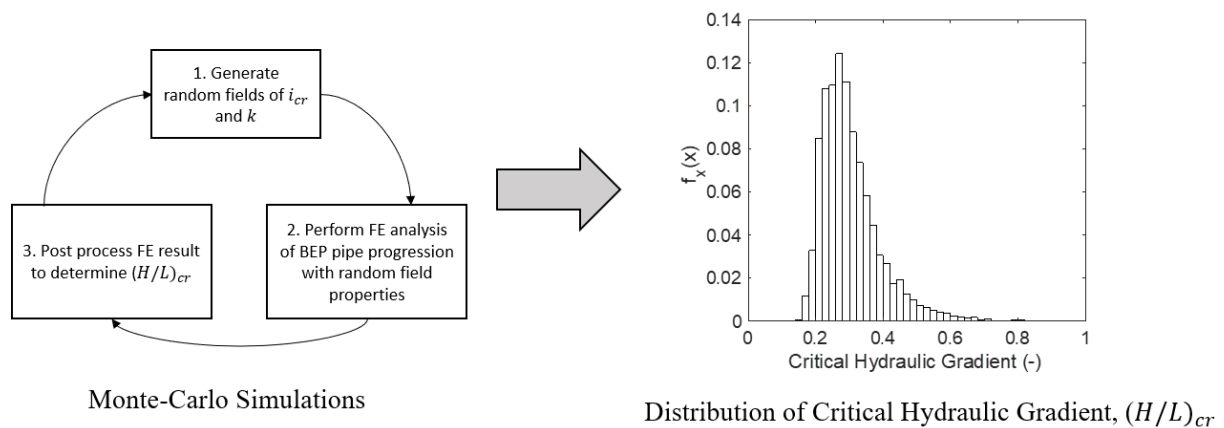 1. Generate
random fields of i_cr
and k
3. Post process FE result
to determine (H/L)_cr
2. Perform FE analysis
of BEP pipe progression
with random field
properties
Monte-Carlo Simulations
0.14
0.12
0.1
0.08
0.06
0.04
0.02
0
f_x(x)
0
0.2
0.4
0.6
0.8
1
Critical Hydraulic Gradient (-)
Distribution of Critical Hydraulic Gradient, (H/L)_cr